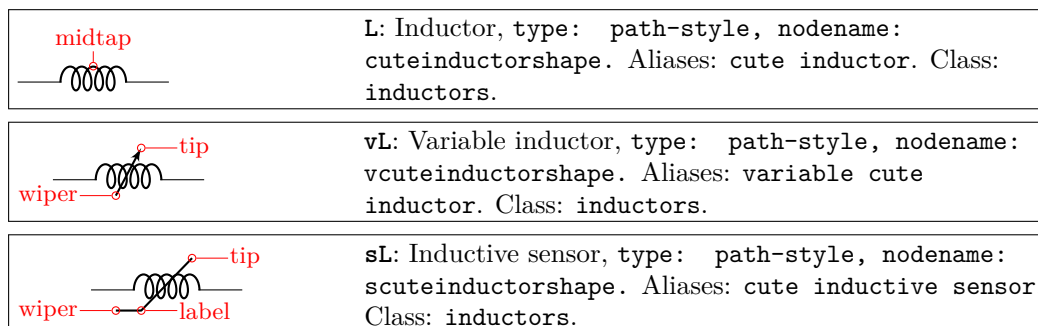 midtap
L: Inductor, type: path-style, nodename:
cuteinductorshape. Aliases: cute inductor. Class:
inductors.
tip
wiper
vL: Variable inductor, type: path-style, nodename:
vcuteinductorshape. Aliases: variable cute
inductor. Class: inductors.
tip
wiper
label
sL: Inductive sensor, type: path-style, nodename:
scuteinductorshape. Aliases: cute inductive sensor
Class: inductors.